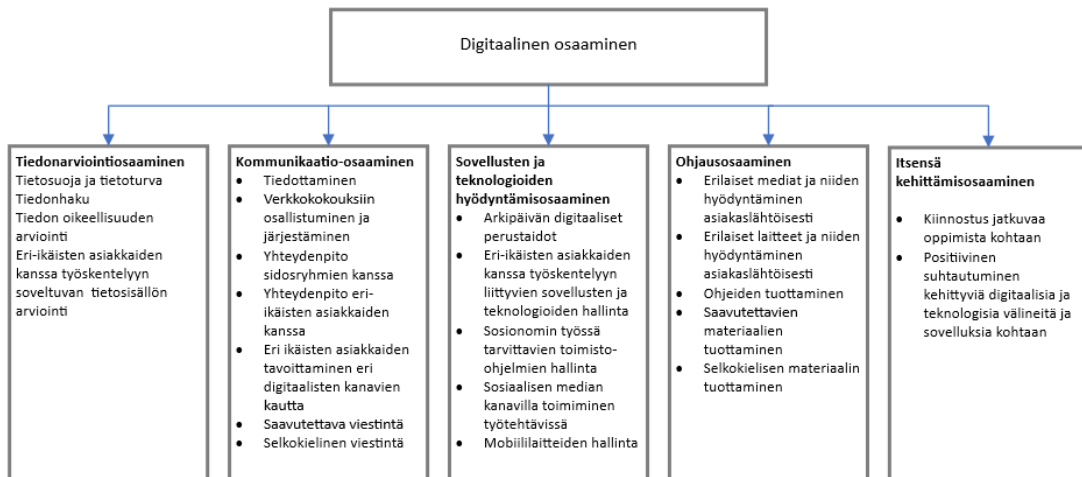 Digitaalinen osaaminen
Tiedonarviointiosaaminen
Tietosuoja ja tietoturva
Tiedonhaku
Tiedon oikeellisuuden
arviointi
Eri-ikäisten asiakkaiden
kanssa työskentelyyn
soveltuvan tietosisällön
arviointi
Kommunikaatio-osaaminen
• Tiedottaminen
• Verkkokokouksiin
osallistuminen ja
järjestäminen
• Yhteydenpito
sidosryhmien kanssa
• Yhteydenpito eri-
ikäisten asiakkaiden
kanssa
• Eri ikäisten asiakkaiden
tavoittaminen eri
digitaalisten kanavien
kautta
• Saavutettava viestintä
• Selkokielinen viestintä
Sovellusten ja
teknologioiden
hyödyntämisosaaminen
• Arkipäivän digitaaliset
perustaidot
• Eri-ikäisten asiakkaiden
kanssa työskentelyyn
liittyvien sovellusten ja
teknologioiden hallinta
• Sosionomin työssä
tarvittavien toimisto-
ohjelmien hallinta
• Sosiaalisen median
kanavilla toimiminen
työtehtävissä
• Mobiililaitteiden hallinta
Ohjausosaaminen
• Erilaiset mediat ja niiden
hyödyntäminen
asiakaslähtöisesti
• Erilaiset laitteet ja niiden
hyödyntäminen
asiakaslähtöisesti
• Ohjeiden tuottaminen
• Saavutettavien
materiaalien
tuottaminen
• Selkokielisen materiaalin
tuottaminen
Itsensä
kehittämisosaaminen
• Kiinnostus jatkuvaa
oppimista kohtaan
• Positiivinen
suhtautuminen
kehittyviä digitaalisia ja
teknologisia välineitä ja
sovelluksia kohtaan